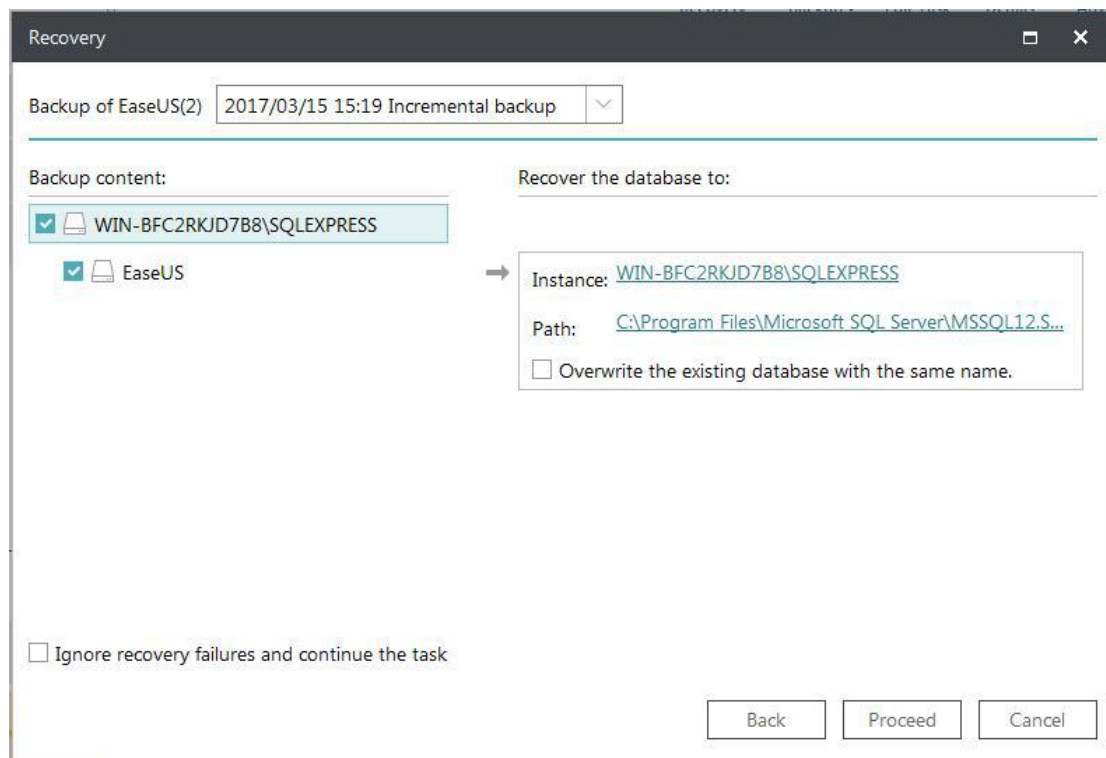 Recovery
Backup of EaseUS(2) 2017/03/15 15:19 Incremental backup
Backup content:
Recover the database to:
WIN-BFC2RKJD7B8\SQLEXPRESS
EaseUS
Instance: WIN-BFC2RKJD7B8\SQLEXPRESS
Path: C:\Program Files\Microsoft SQL Server\MSSQL12.S...
Overwrite the existing database with the same name.
Ignore recovery failures and continue the task
Back Proceed Cancel